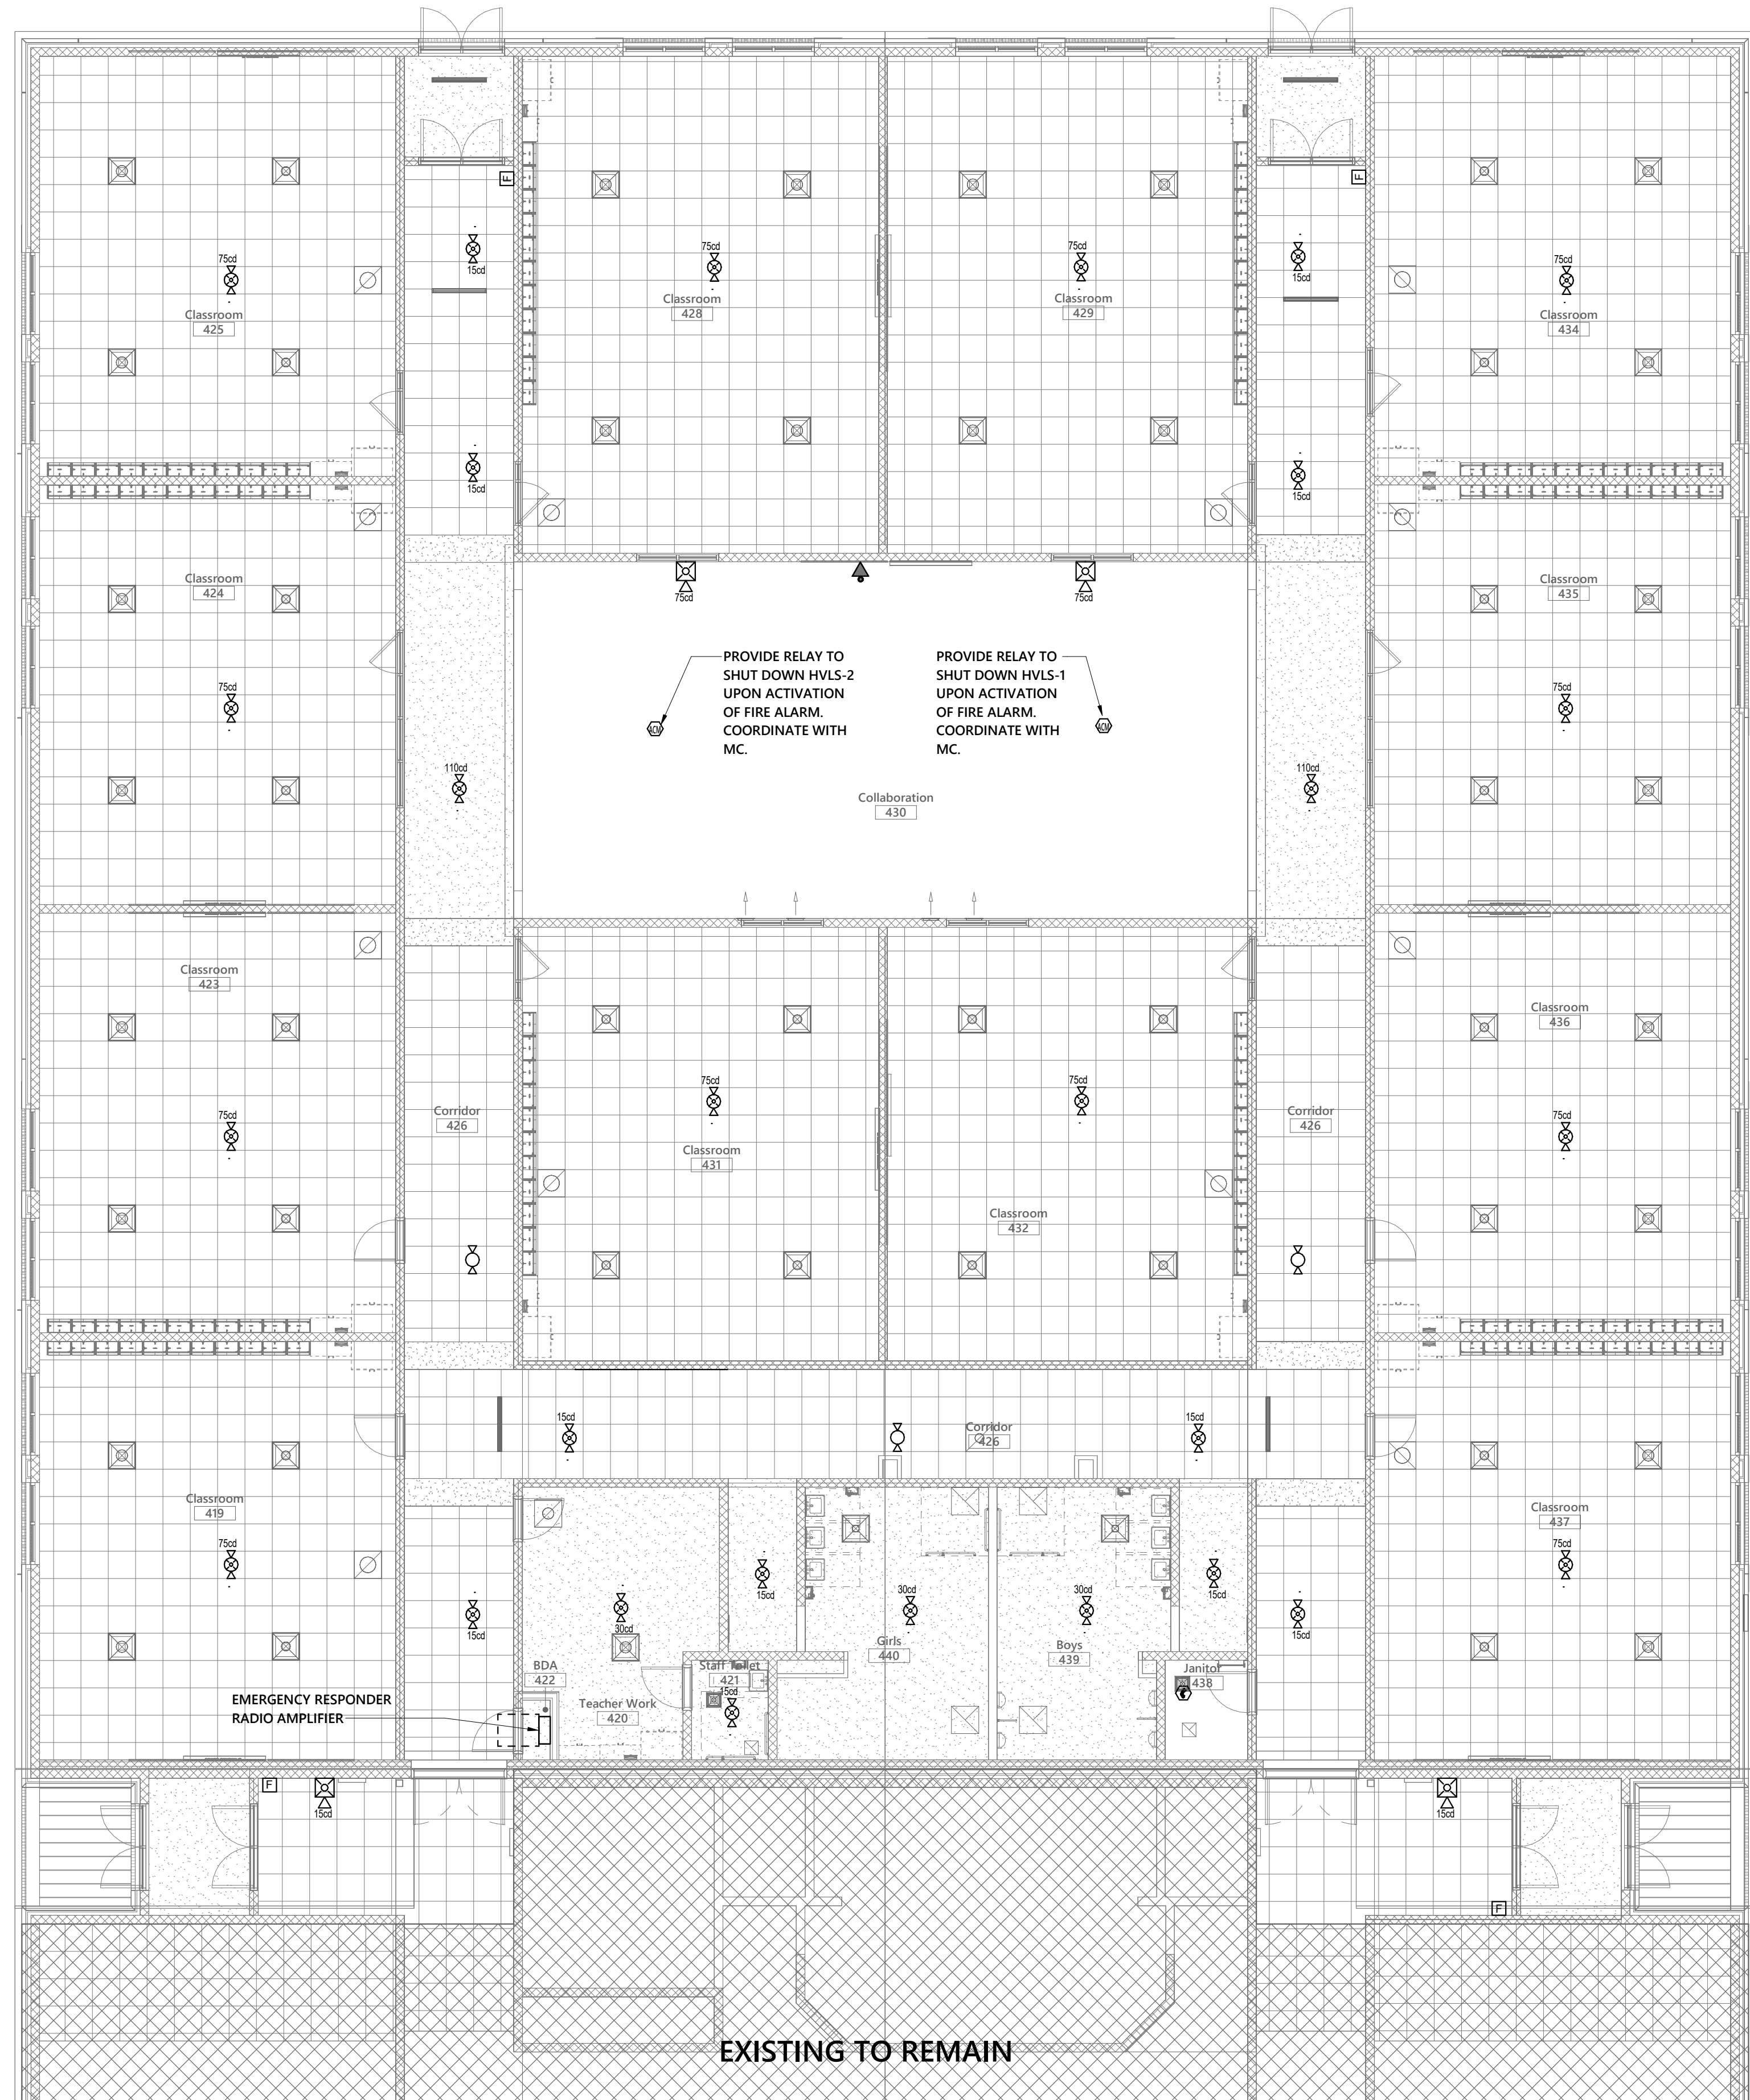 F
F
15cd
15cd
75cd
Classroom
425
75cd
Classroom
428
75cd
Classroom
429
75cd
Classroom
434
15cd
15cd
75cd
75cd
Classroom
424
Classroom
435
PROVIDE RELAY TO
SHUT DOWN HVLS-2
UPON ACTIVATION
OF FIRE ALARM.
COORDINATE WITH
MC.
PROVIDE RELAY TO
SHUT DOWN HVLS-1
UPON ACTIVATION
OF FIRE ALARM.
COORDINATE WITH
MC.
ACM
ACM
75cd
75cd
110cd
110cd
Collaboration
430
Classroom
423
Classroom
436
75cd
75cd
75cd
75cd
Corridor
426
Corridor
426
Classroom
431
Classroom
432
15cd
Corridor
426
15cd
Classroom
419
75cd
Classroom
437
75cd
15cd
15cd
30cd
30cd
30cd
15cd
15cd
Girls
440
Boys
439
BDA
422
Staff Toilet
421
15cd
Janitor
438
Teacher Work
420
EMERGENCY RESPONDER
RADIO AMPLIFIER
F
15cd
15cd
F
EXISTING TO REMAIN